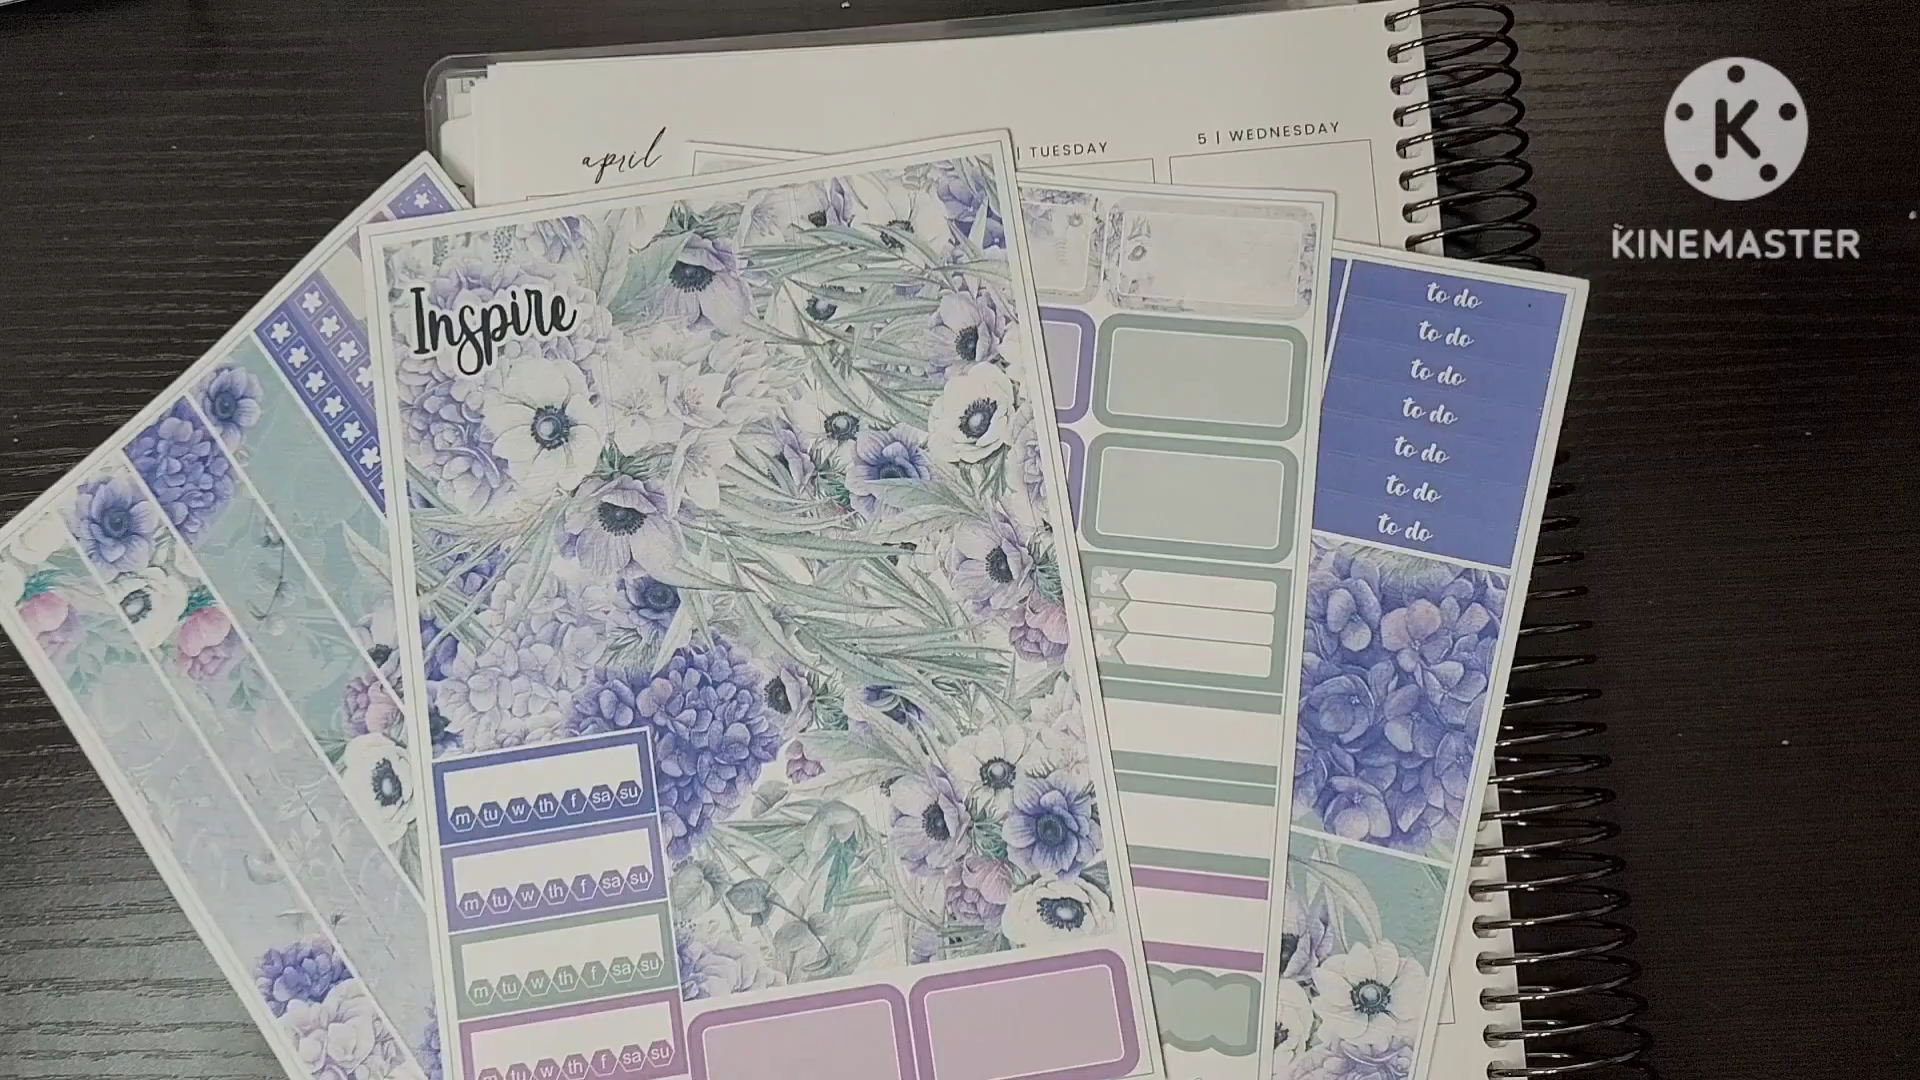 april
| TUESDAY
5 | WEDNESDAY
K
KINEMASTER
Inspire
to do
to do
to do
to do
to do
to do
to do
m tu w th f sa su
m tu w th f sa su
m tu w th f sa su
m tu w th f sa su